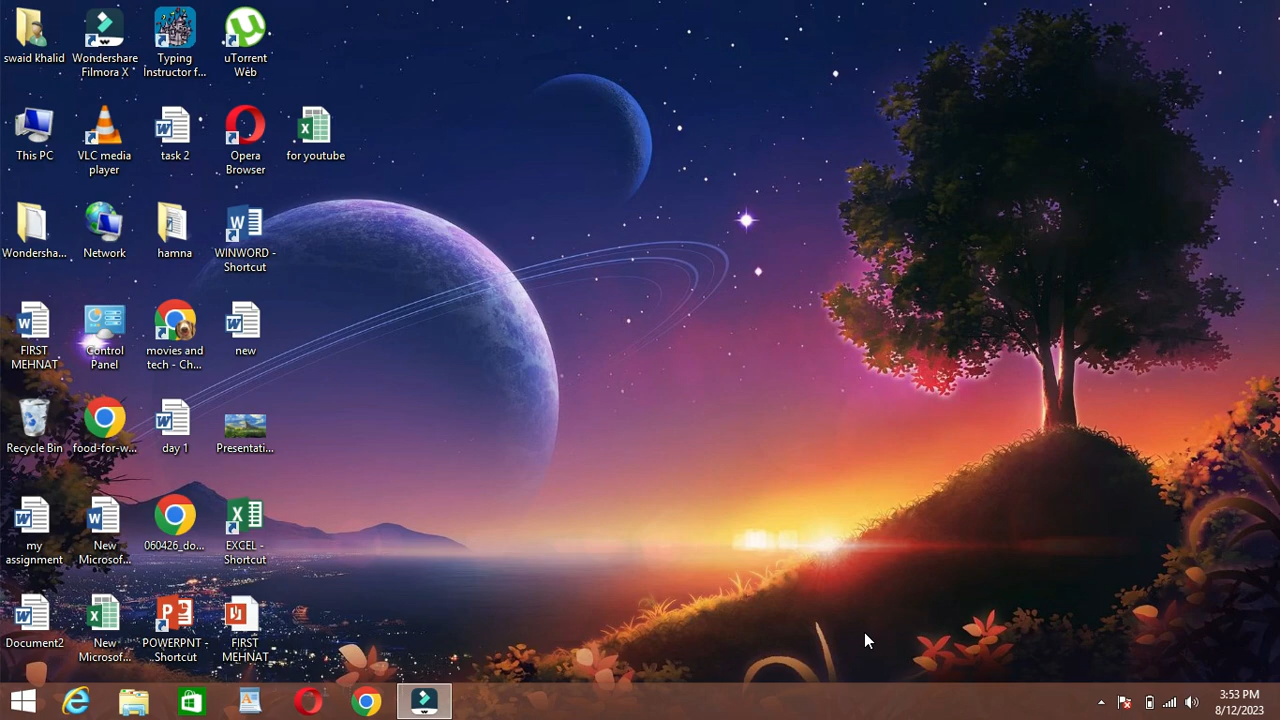 swaid khalid
Wondershare
Filmora X
Typing
Instructor f...
uTorrent
Web
This PC
VLC media
player
task 2
Opera
Browser
for youtube
Wondersha...
Network
hamna
WINWORD -
Shortcut
FIRST
MEHNAT
Control
Panel
movies and
tech - Ch...
new
Recycle Bin
food-for-w...
day 1
Presentati...
my
assignment
New
Microsof...
060426_do...
EXCEL -
Shortcut
Document2
New
Microsof...
POWERPNT -
Shortcut
FIRST
MEHNAT
3:53 PM
8/12/2023